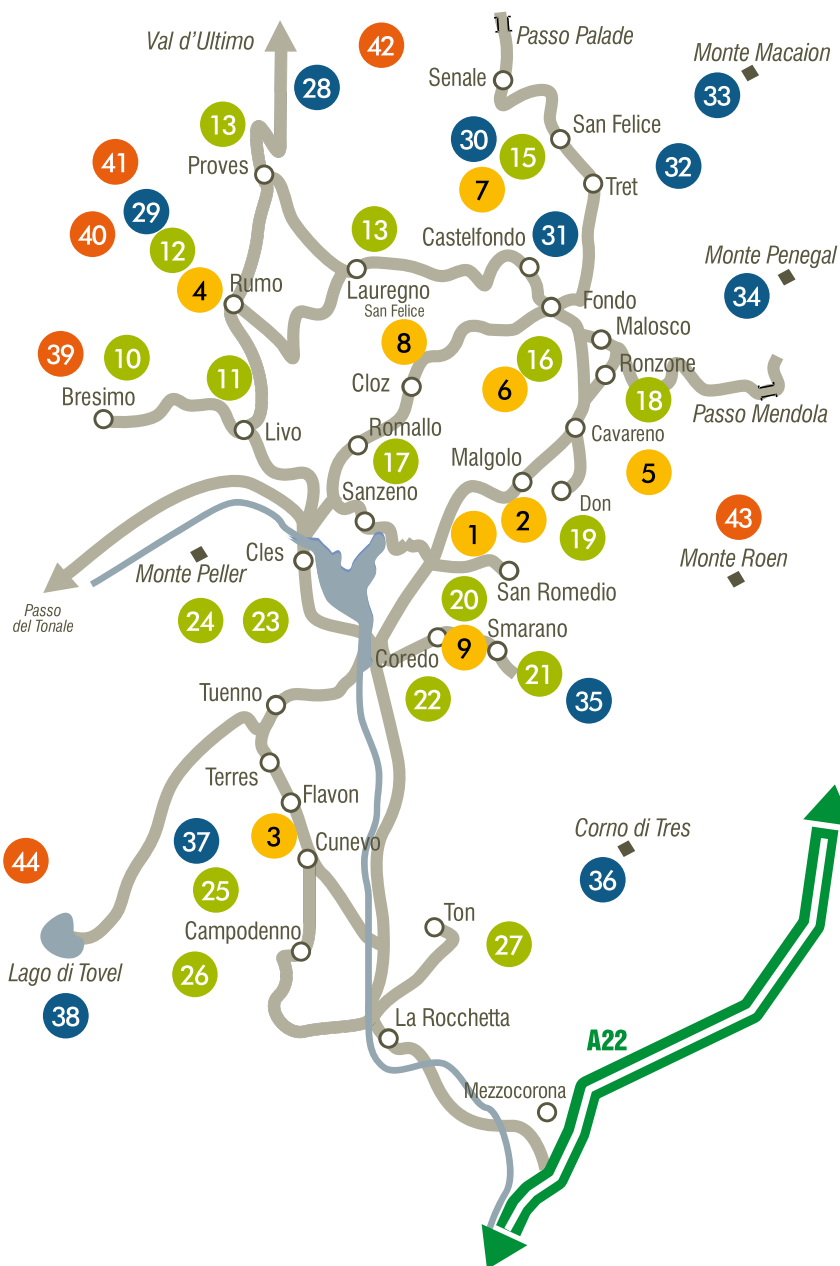 Val d'Ultimo
42
Passo Palade
Monte Macaion
Senale
28
33
13
San Felice
30
15
41
Proves
32
7
Tret
29
40
12
13
Castelfondo
31
4
Rumo
Monte Penegal
Lauregno
34
San Felice
Fondo
Malosco
39
10
8
16
Ronzone
11
Cloz
6
18
Bresimo
Passo Mendola
Livo
Romallo
Cavareno
17
Malgolo
5
Sanzeno
Don
1
2
43
19
Cles
Monte Roen
Monte Peller
San Romedio
Passo
del Tonale
20
24
23
Smarano
9
Coredo
21
22
35
Tuenno
Terres
Flavon
3
37
Cunevo
Corno di Tres
44
36
25
Ton
Campodenno
27
Lago di Tovel
26
38
La Rocchetta
A22
Mezzocorona